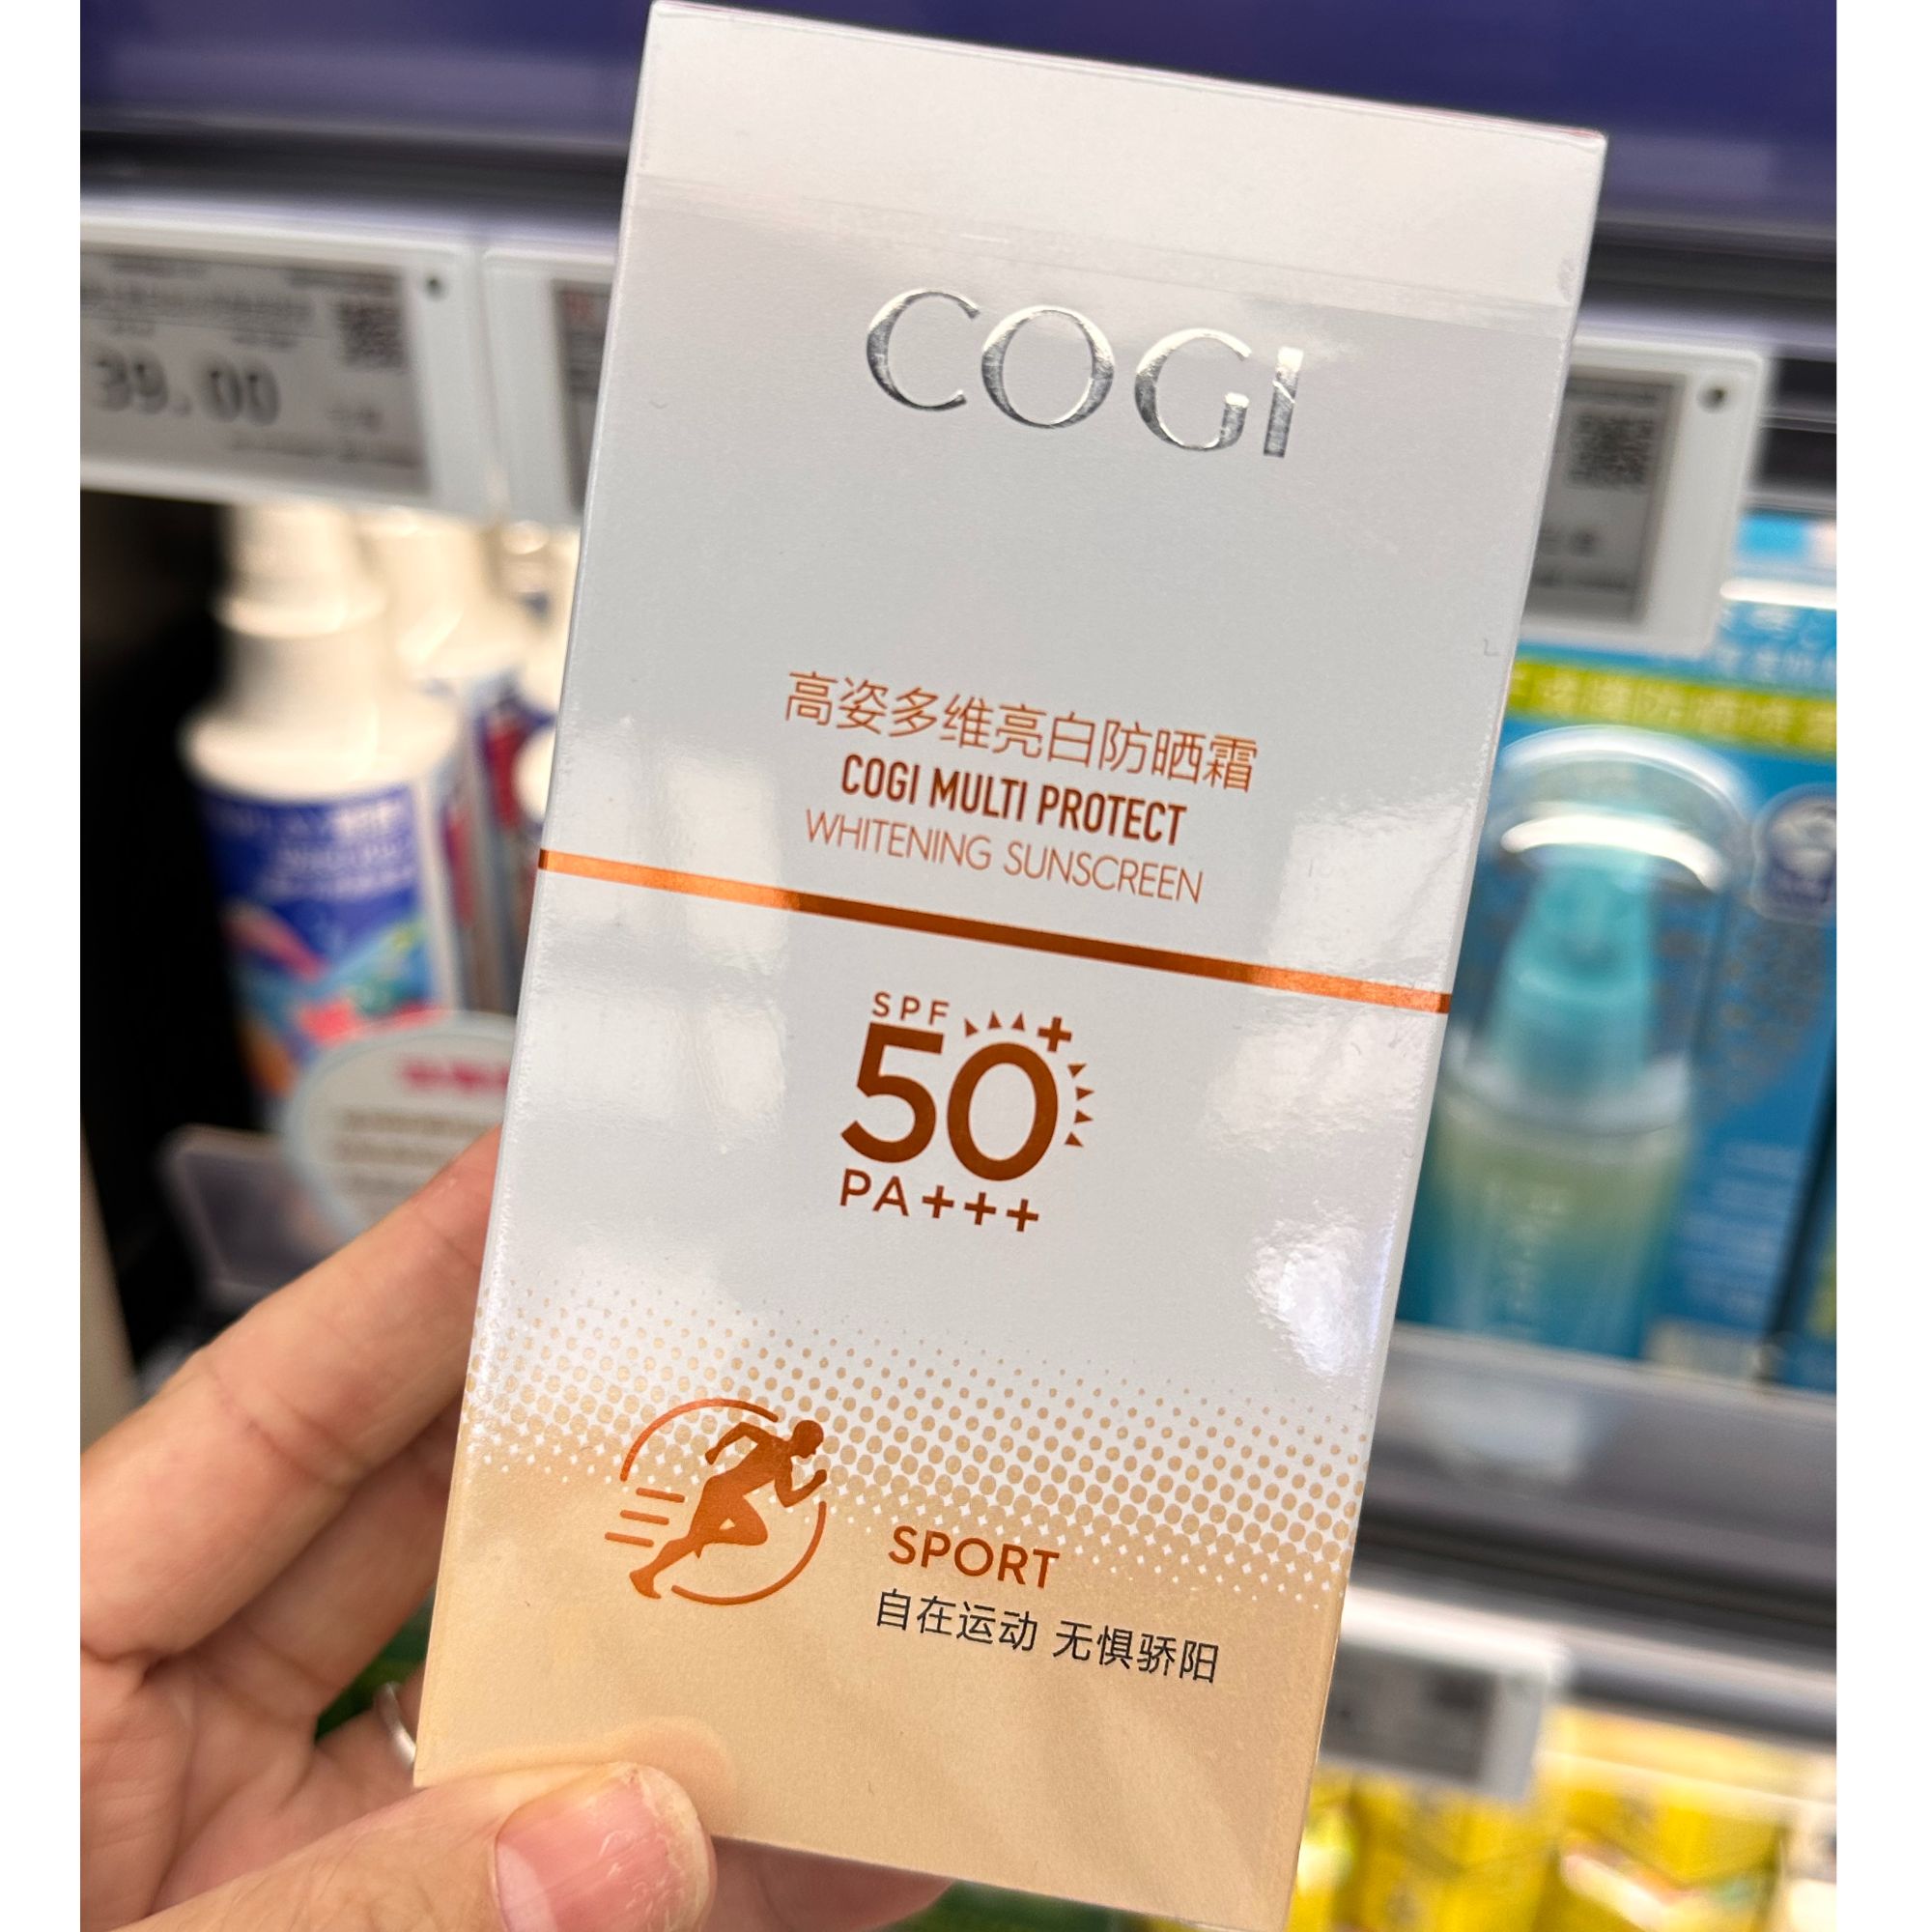 39.00
COGI
高姿多维亮白防晒霜
COGI MULTI PROTECT
WHITENING SUNSCREEN
SPF
50+
PA+++
SPORT
自在运动 无惧骄阳